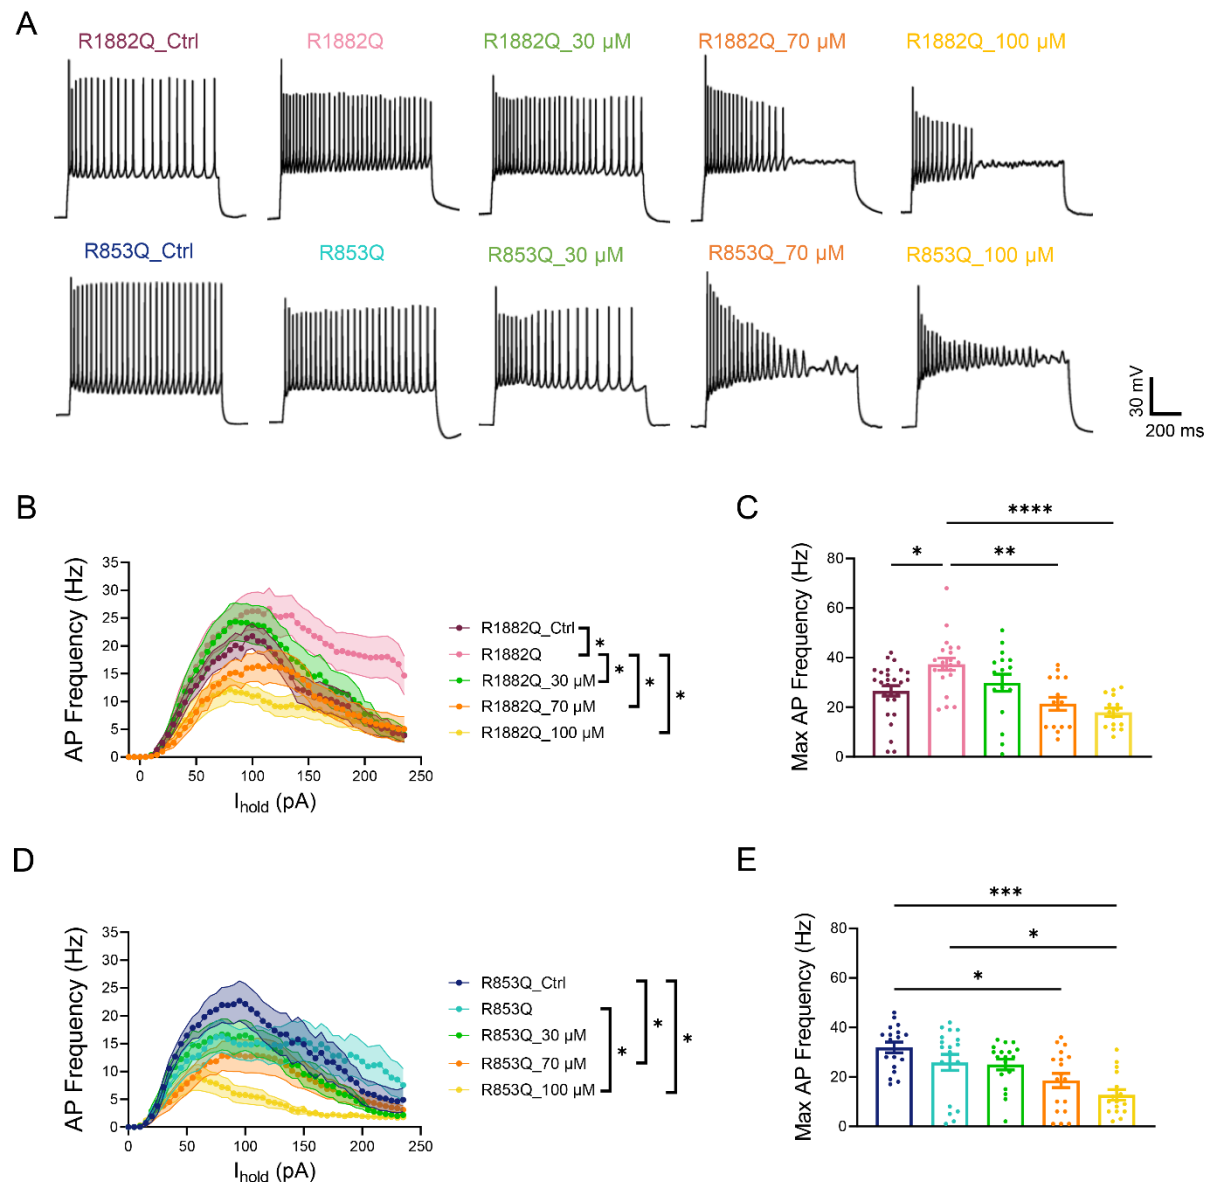 A
R1882Q_Ctrl
R1882Q
R1882Q_30 µM
R1882Q_70 µM
R1882Q_100 µM
R853Q_Ctrl
R853Q
R853Q_30 µM
R853Q_70 µM
R853Q_100 µM
30 mV
200 ms
B
AP Frequency (Hz)
35
30
25
20
15
10
5
0
0 50 100 150 200 250
Ihold (pA)
R1882Q_Ctrl
R1882Q
R1882Q_30 µM
R1882Q_70 µM
R1882Q_100 µM
* * * *
C
Max AP Frequency (Hz)
80
60
40
20
0
****
* **
D
AP Frequency (Hz)
35
30
25
20
15
10
5
0
0 50 100 150 200 250
Ihold (pA)
R853Q_Ctrl
R853Q
R853Q_30 µM
R853Q_70 µM
R853Q_100 µM
* * *
E
Max AP Frequency (Hz)
80
60
40
20
0
***
*
*